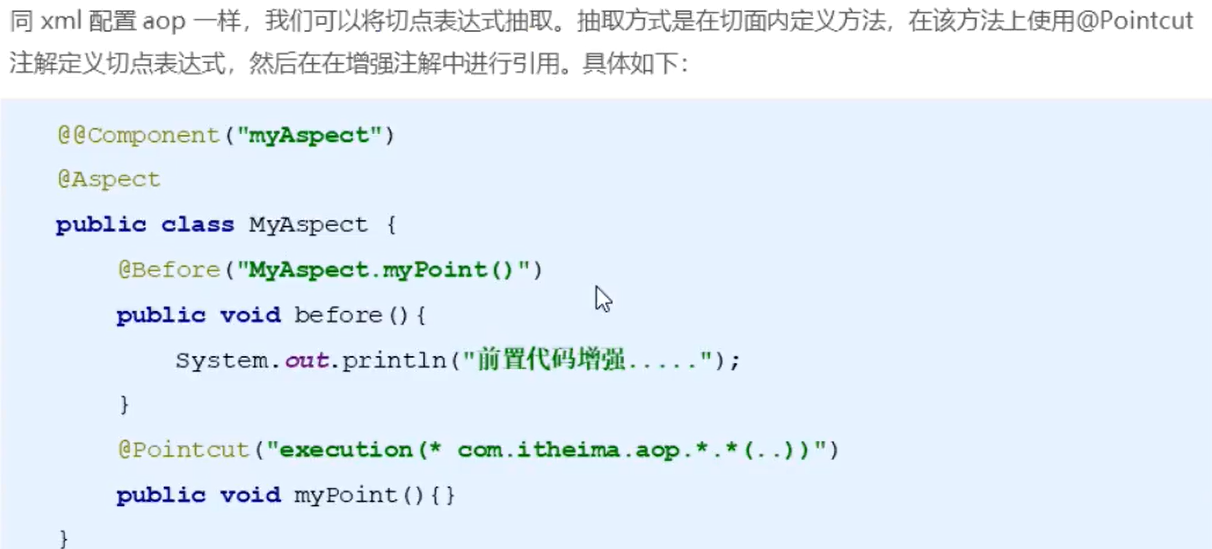 同 xml 配置 aop 一样，我们可以将切点表达式抽取。抽取方式是在切面内定义方法，在该方法上使用@Pointcut
注解定义切点表达式，然后在在增强注解中进行引用。具体如下：
@@Component("myAspect")
@Aspect
public class MyAspect {
@Before("MyAspect.myPoint()")
public void before(){
System.out.println("前置代码增强.....");
}
@Pointcut("execution(* com.itheima.aop.*.*(..))")
public void myPoint(){}
}